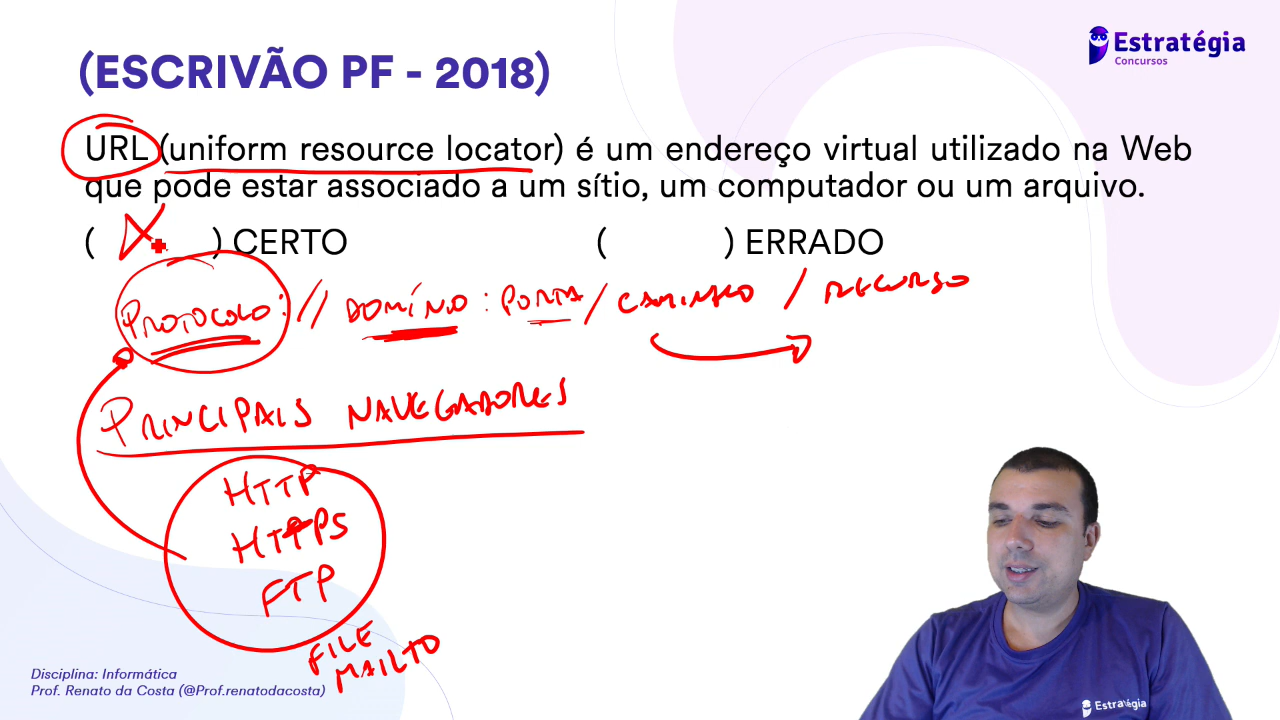 (ESCRIVÃO PF - 2018)
Estratégia
Concursos
URL (uniform resource locator) é um endereço virtual utilizado na Web
que pode estar associado a um sítio, um computador ou um arquivo.
( X ) CERTO ( ) ERRADO
PROTOCOLO: // DOMÍNIO : PORTA / CAMINHO / RECURSO
PRINCIPAIS NAVEGADORES
HTTP
HTTPS
FTP
FILE
MAILTO
Disciplina: Informática
Prof. Renato da Costa (@Prof.renatodacosta)
Estratégia